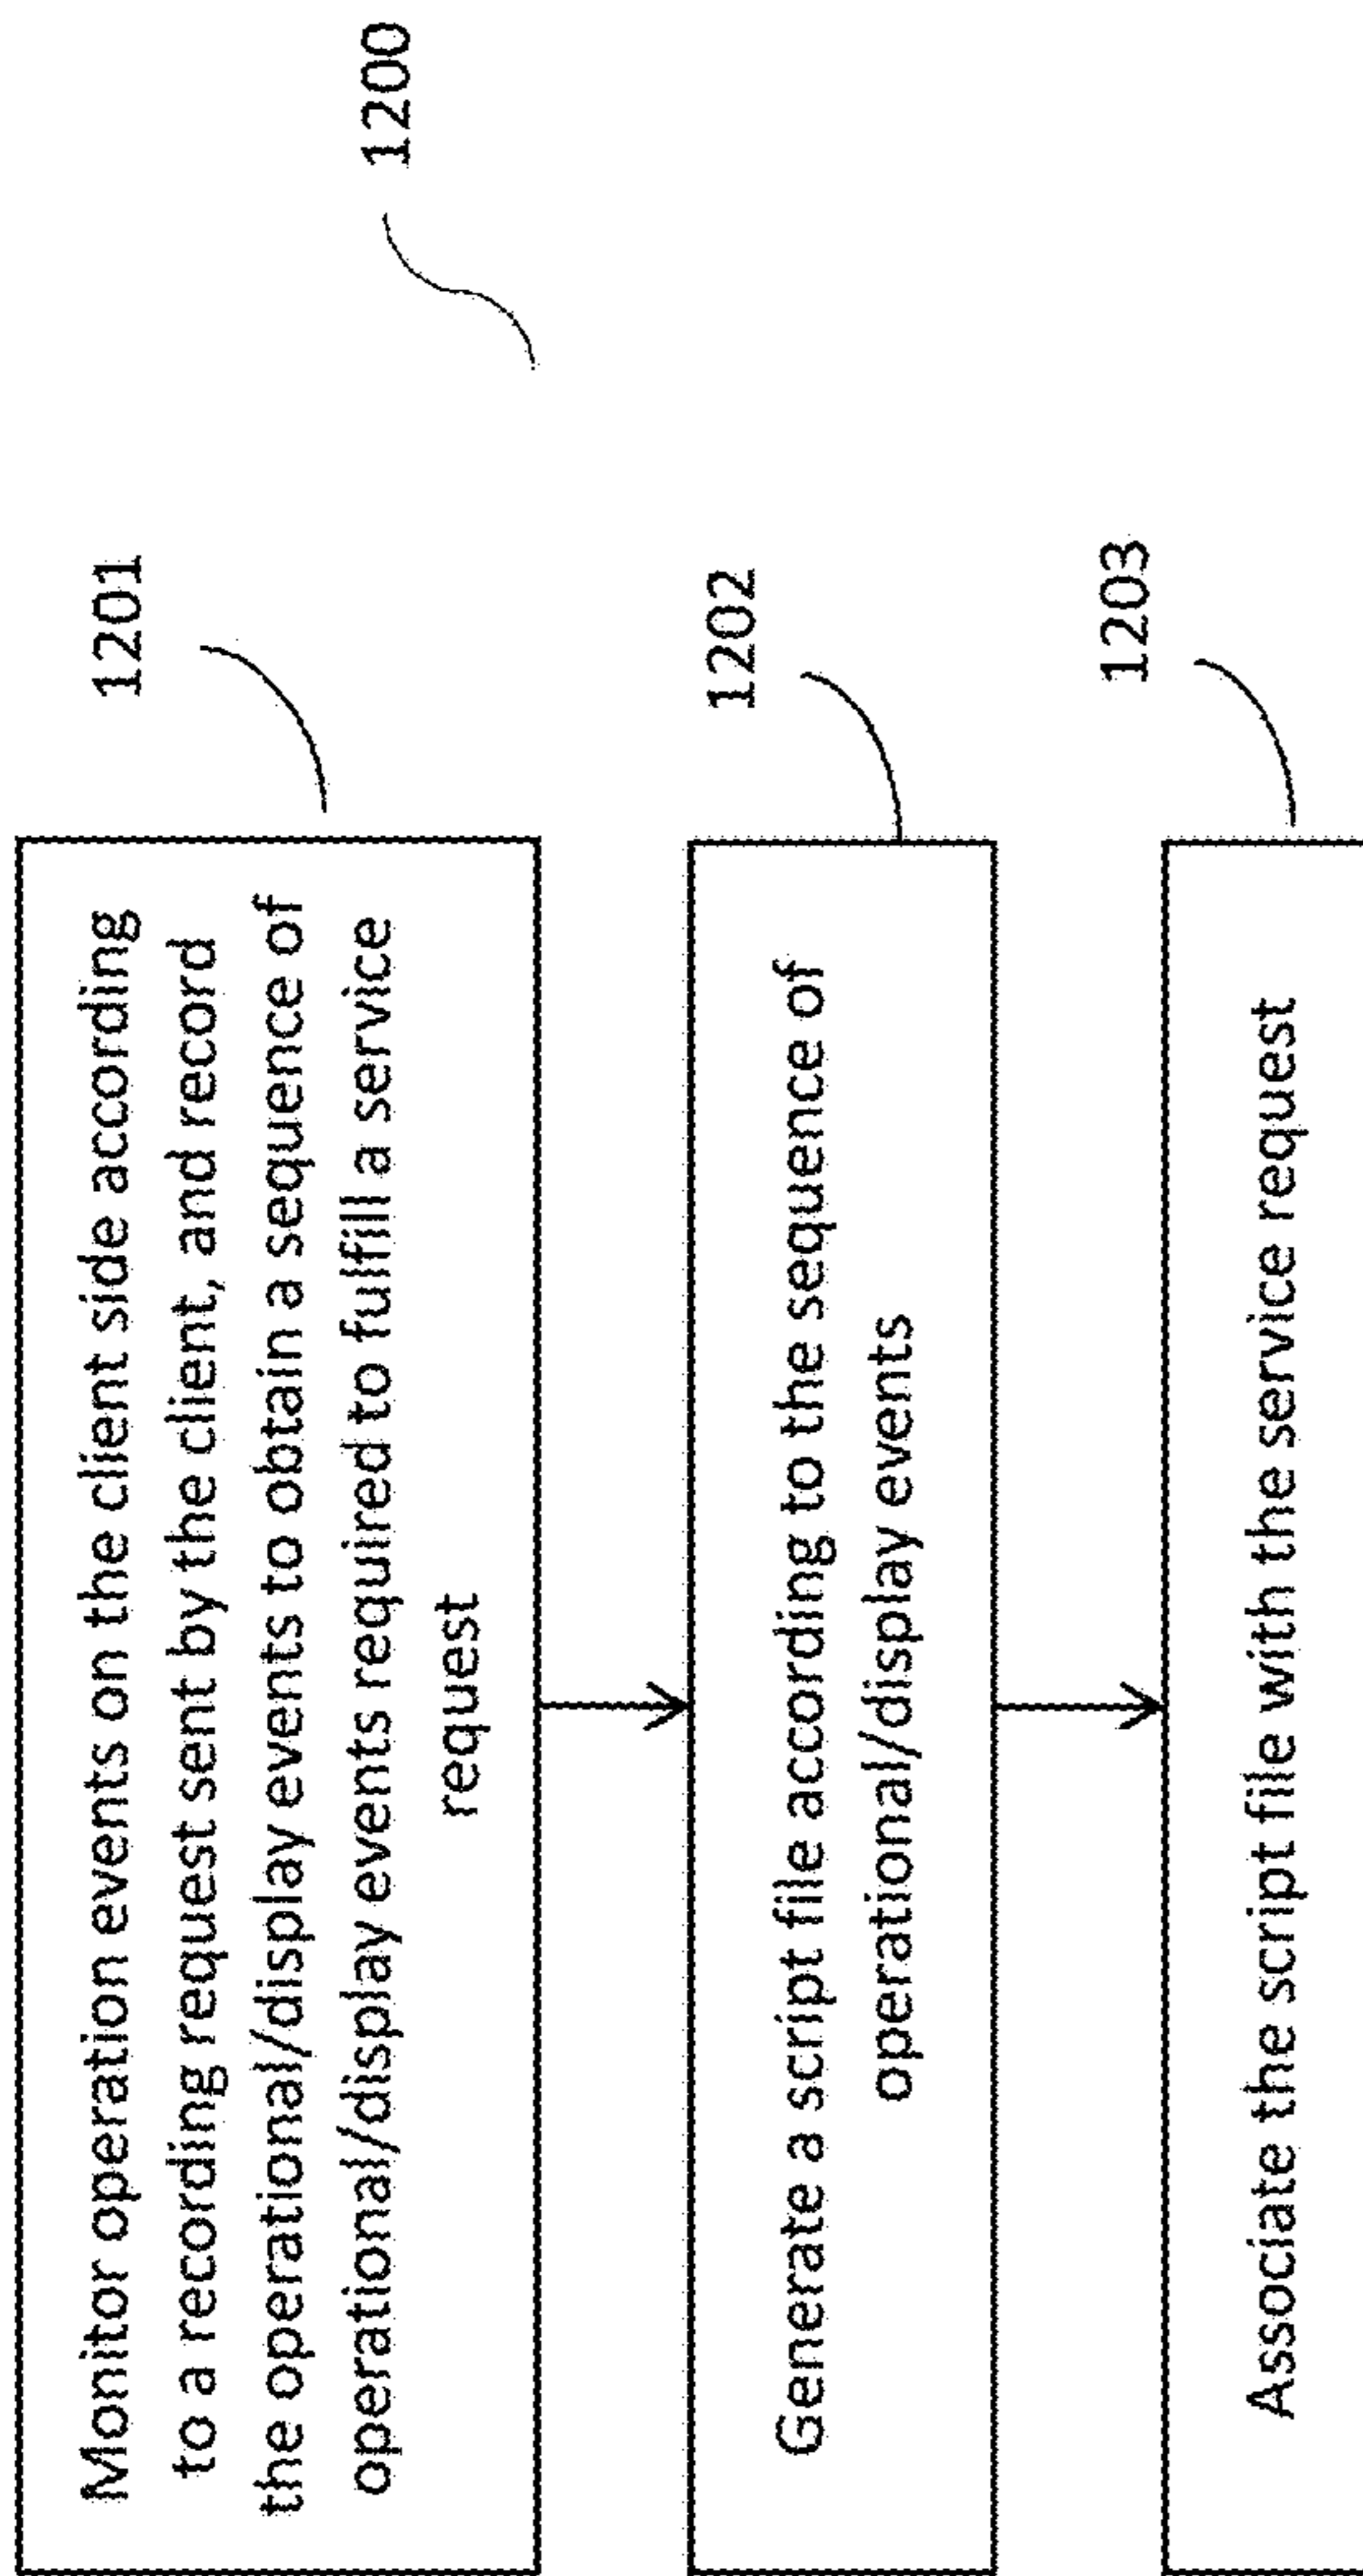 1200
1201
Monitor operation events on the client side according
to a recording request sent by the client, and record
the operational/display events to obtain a sequence of
operational/display events required to fulfill a service
request
1202
Generate a script file according to the sequence of
operational/display events
1203
Associate the script file with the service request